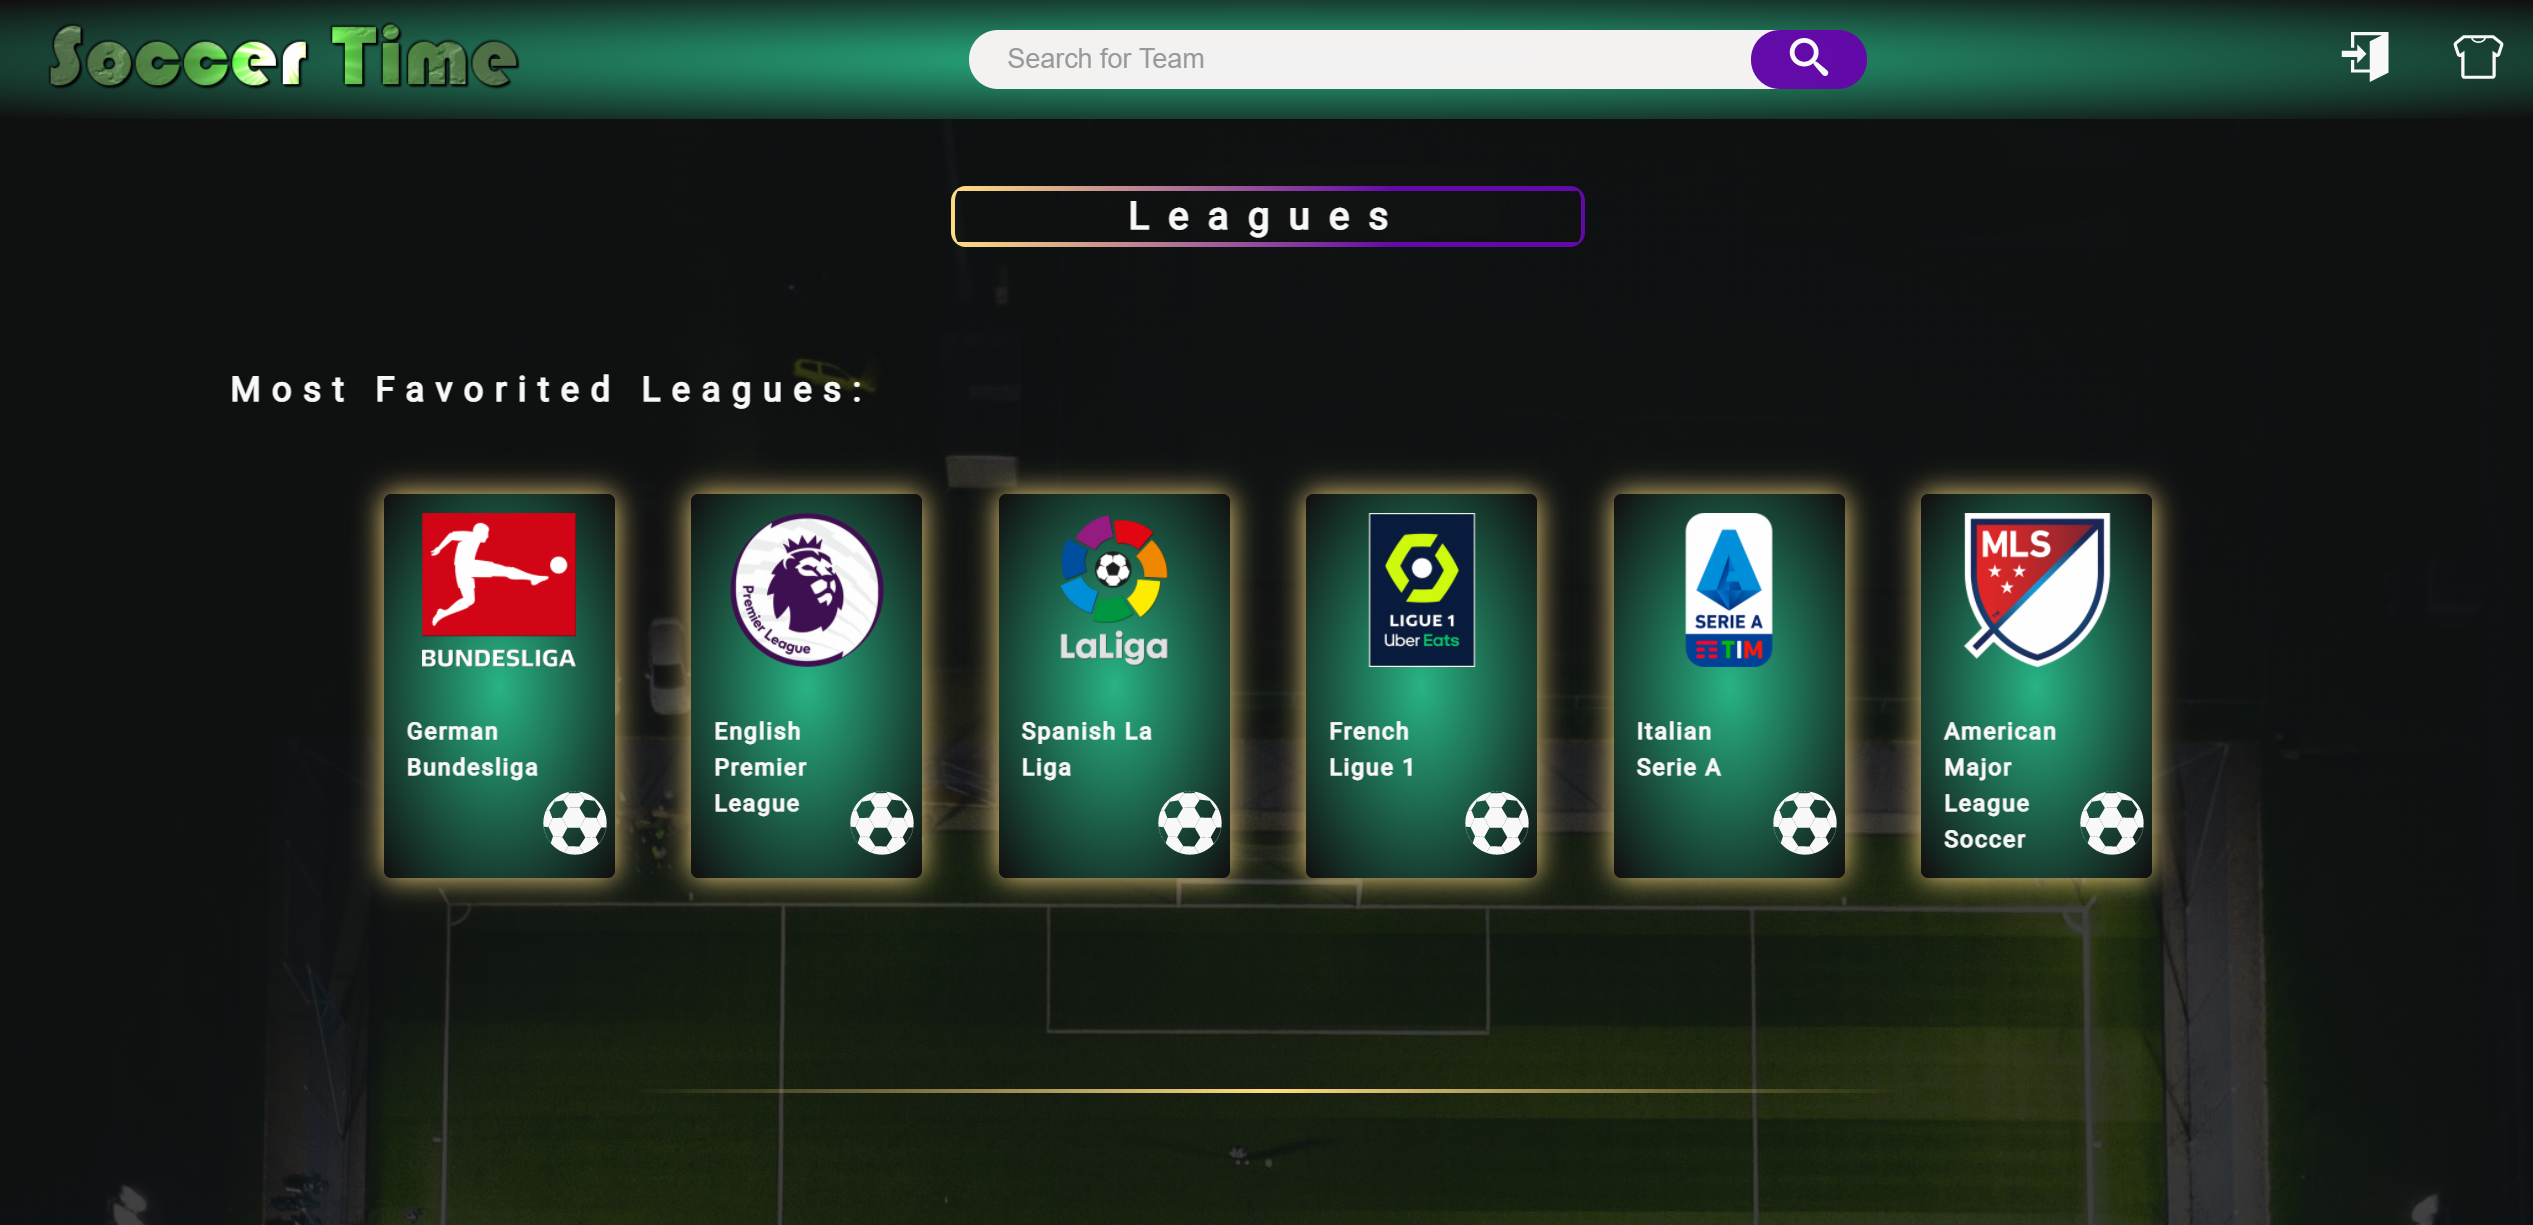 Soccer Time
Search for Team
Leagues
Most Favorited Leagues:
BUNDESLIGA
German
Bundesliga
Premier League
English
Premier
League
LaLiga
Spanish La
Liga
LIGUE 1
Uber Eats
French
Ligue 1
SERIE A
TIM
Italian
Serie A
MLS
American
Major
League
Soccer